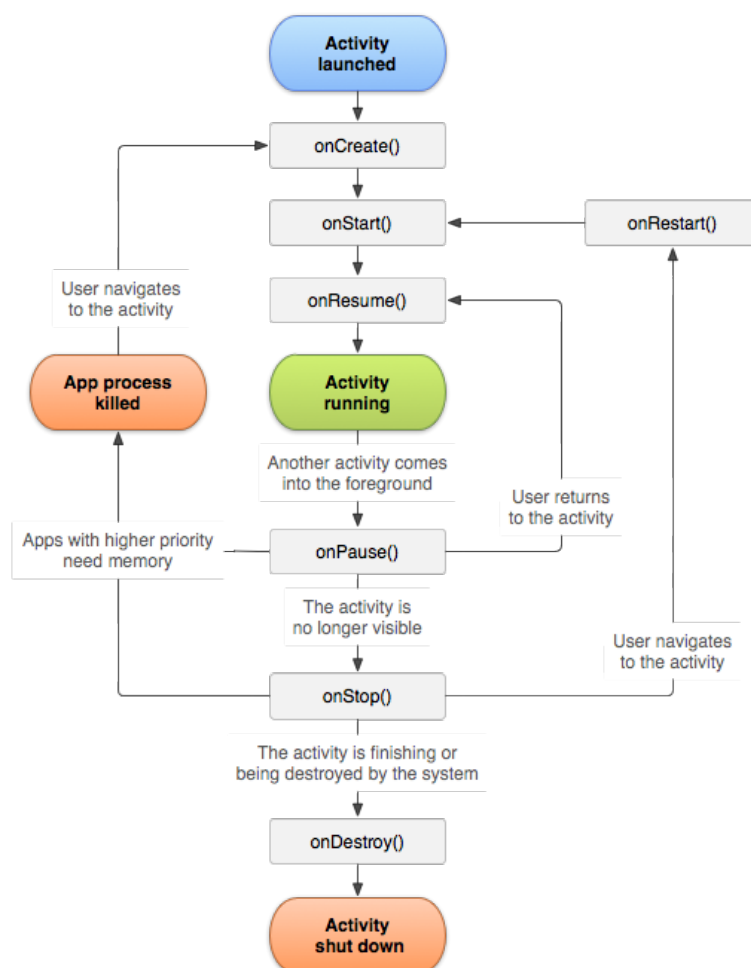 Activity
launched
onCreate()
onStart()
onRestart()
User navigates
to the activity
onResume()
App process
killed
Activity
running
Another activity comes
into the foreground
User returns
to the activity
Apps with higher priority
need memory
onPause()
The activity is
no longer visible
User navigates
to the activity
onStop()
The activity is finishing or
being destroyed by the system
onDestroy()
Activity
shut down